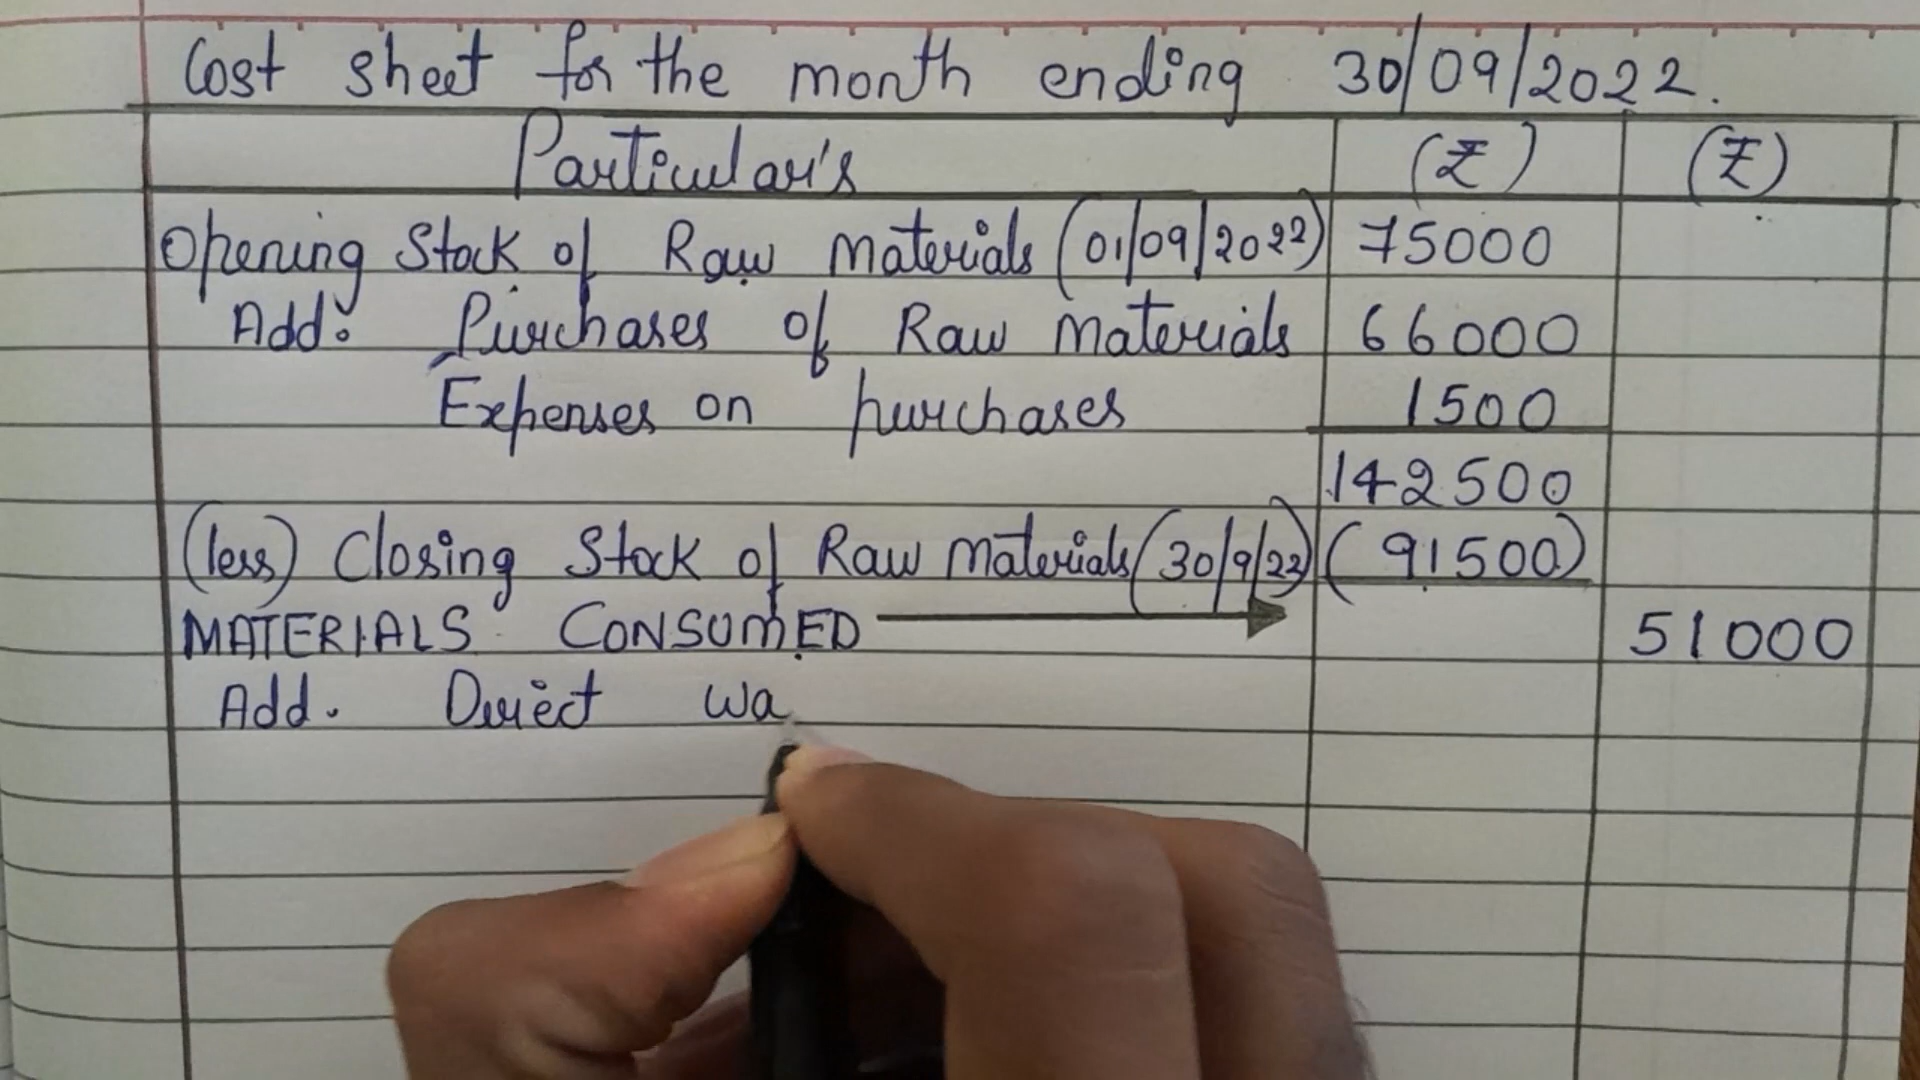 Cost sheet for the month ending 30/09/2022.
Particular's (₹) (₹)
Opening Stock of Raw Materials (01/09/2022) 75000
Add: Purchases of Raw Materials 66000
Expenses on purchases 1500
142500
(less) Closing Stock of Raw Materials (30/9/22) (91500)
MATERIALS CONSUMED 51000
Add. Direct Wa